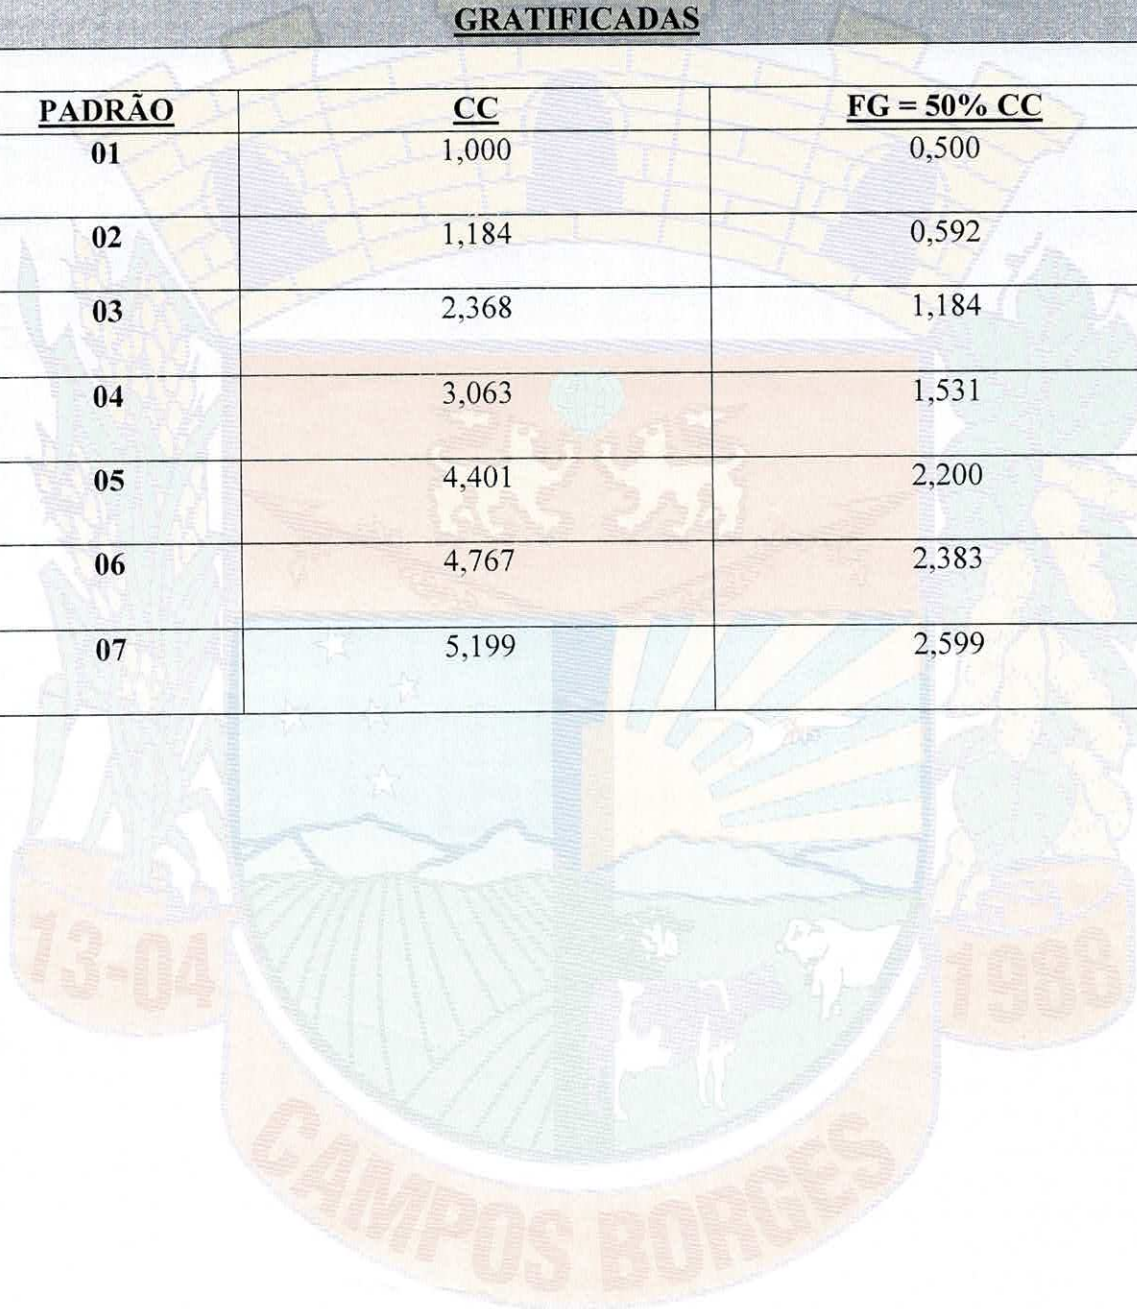 GRATIFICADAS
PADRÃO CC FG = 50% CC
01 1,000 0,500
02 1,184 0,592
03 2,368 1,184
04 3,063 1,531
05 4,401 2,200
06 4,767 2,383
07 5,199 2,599
13-04 1988
CAMPOS BORGES